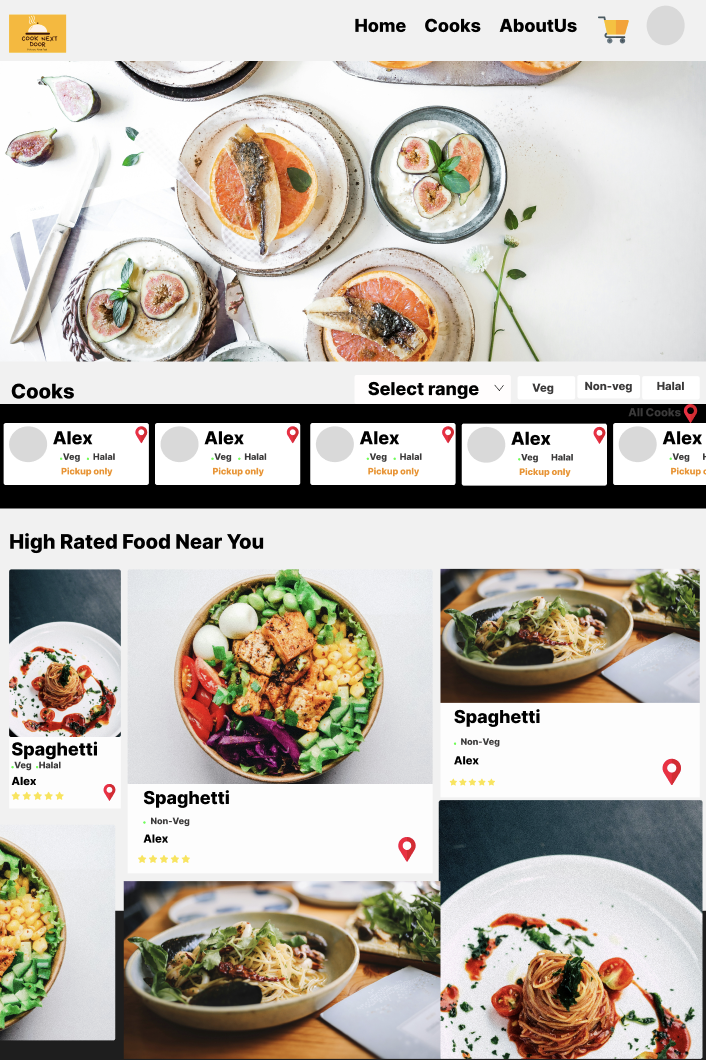 COOK NEXT
DOOR
Home Cooks AboutUs
Cooks
Select range
Veg
Non-veg
Halal
All Cooks
Alex
Veg Halal
Pickup only
Alex
Veg Halal
Pickup only
Alex
Veg Halal
Pickup only
Alex
Veg Halal
Pickup only
Alex
Veg
Pickup
High Rated Food Near You
Spaghetti
Veg Halal
Alex
Spaghetti
Non-Veg
Alex
Spaghetti
Non-Veg
Alex